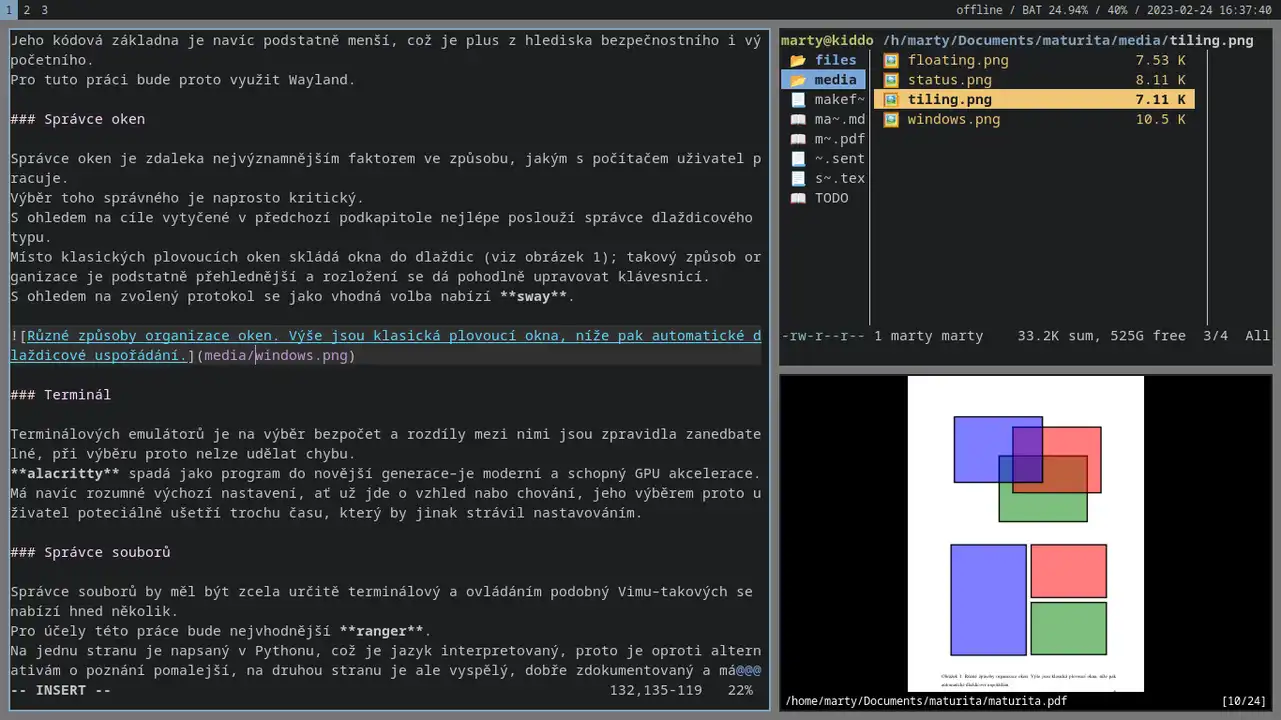 1 2 3
offline / BAT 24.94% / 40% / 2023-02-24 16:37:40
Jeho kódová základna je navíc podstatně menší, což je plus z hlediska bezpečnostního i vý
početního.
Pro tuto práci bude proto využit Wayland.
### Správce oken
Správce oken je zdaleka nejvýznamnějším faktorem ve způsobu, jakým s počítačem uživatel p
racuje.
Výběr toho správného je naprosto kritický.
S ohledem na cíle vytyčené v předchozí podkapitole nejlépe poslouží správce dlaždicového
typu.
Místo klasických plovoucích oken skládá okna do dlaždic (viz obrázek 1); takový způsob or
ganizace je podstatně přehlednější a rozložení se dá pohodlně upravovat klávesnicí.
S ohledem na zvolený protokol se jako vhodná volba nabízí **sway**.
![Různé způsoby organizace oken. Výše jsou klasická plovoucí okna, níže pak automatické d
laždicové uspořádání.](media/windows.png)
### Terminál
Terminálových emulátorů je na výběr bezpočet a rozdíly mezi nimi jsou zpravidla zanedbate
lné, při výběru proto nelze udělat chybu.
**alacritty** spadá jako program do novější generace–je moderní a schopný GPU akcelerace.
Má navíc rozumné výchozí nastavení, ať už jde o vzhled nabo chování, jeho výběrem proto u
živatel poteciálně ušetří trochu času, který by jinak strávil nastavováním.
### Správce souborů
Správce souborů by měl být zcela určitě terminálový a ovládáním podobný Vimu–takových se
nabízí hned několik.
Pro účely této práce bude nejvhodnější **ranger**.
Na jednu stranu je napsaný v Pythonu, což je jazyk interpretovaný, proto je oproti altern
ativám o poznání pomalejší, na druhou stranu je ale vyspělý, dobře zdokumentovaný a má@@@
-- INSERT -- 132,135-119 2%
marty@kiddo /h/marty/Documents/maturita/media/tiling.png
files
media
makef~
ma~.md
m~.pdf
~.sent
s~.tex
TODO
floating.png 7.53 K
status.png 8.11 K
tiling.png 7.11 K
windows.png 10.5 K
-rw-r--r-- 1 marty marty 33.2K sum, 525G free 3/4 All
Obrázek 1: Různé způsoby organizace oken. Výše jsou klasická plovoucí okna, níže pak
automatické dlaždicové uspořádání.
/home/marty/Documents/maturita/maturita.pdf [10/24]